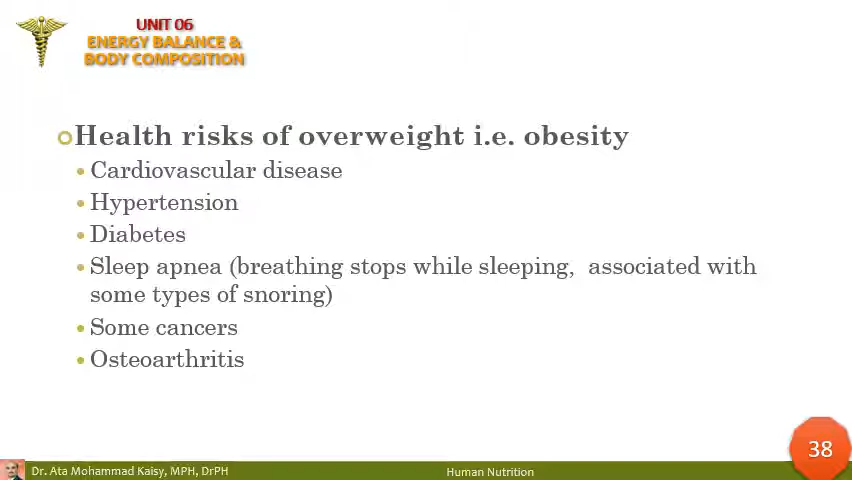 UNIT 06
ENERGY BALANCE &
BODY COMPOSITION
Health risks of overweight i.e. obesity
Cardiovascular disease
Hypertension
Diabetes
Sleep apnea (breathing stops while sleeping, associated with
some types of snoring)
Some cancers
Osteoarthritis
38
Dr. Ata Mohammad Kaisy, MPH, DrPH
Human Nutrition